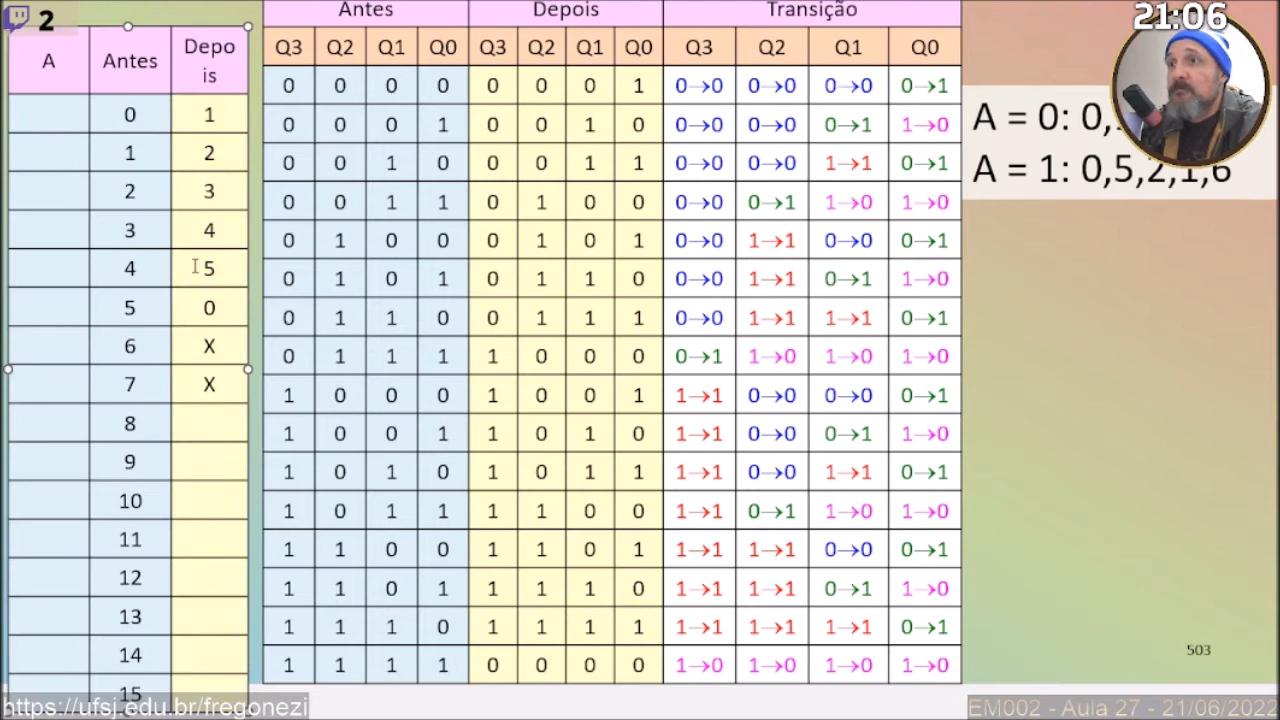 2
21:06
Antes Depois Transição
A Antes Depo
is
Q3 Q2 Q1 Q0 Q3 Q2 Q1 Q0 Q3 Q2 Q1 Q0
0 0 0 0 0 0 0 1 0→0 0→0 0→0 0→1
0 1
0 0 0 1 0 0 1 0 0→0 0→0 0→1 1→0
1 2
0 0 1 0 0 0 1 1 0→0 0→0 1→1 0→1
2 3
0 0 1 1 0 1 0 0 0→0 0→1 1→0 1→0
3 4
0 1 0 0 0 1 0 1 0→0 1→1 0→0 0→1
4 5
0 1 0 1 0 1 1 0 0→0 1→1 0→1 1→0
5 0
0 1 1 0 0 1 1 1 0→0 1→1 1→1 0→1
6 X
0 1 1 1 1 0 0 0 0→1 1→0 1→0 1→0
7 X
1 0 0 0 1 0 0 1 1→1 0→0 0→0 0→1
8
1 0 0 1 1 0 1 0 1→1 0→0 0→1 1→0
9
1 0 1 0 1 0 1 1 1→1 0→0 1→1 0→1
10
1 0 1 1 1 1 0 0 1→1 0→1 1→0 1→0
11
1 1 0 0 1 1 0 1 1→1 1→1 0→0 0→1
12
1 1 0 1 1 1 1 0 1→1 1→1 0→1 1→0
13
1 1 1 0 1 1 1 1 1→1 1→1 1→1 0→1
14
1 1 1 1 0 0 0 0 1→0 1→0 1→0 1→0
15
A = 0: 0,
A = 1: 0,5,2,1,6
503
https://ufsj.edu.br/fregonezi
EM002 - Aula 27 - 21/06/2022